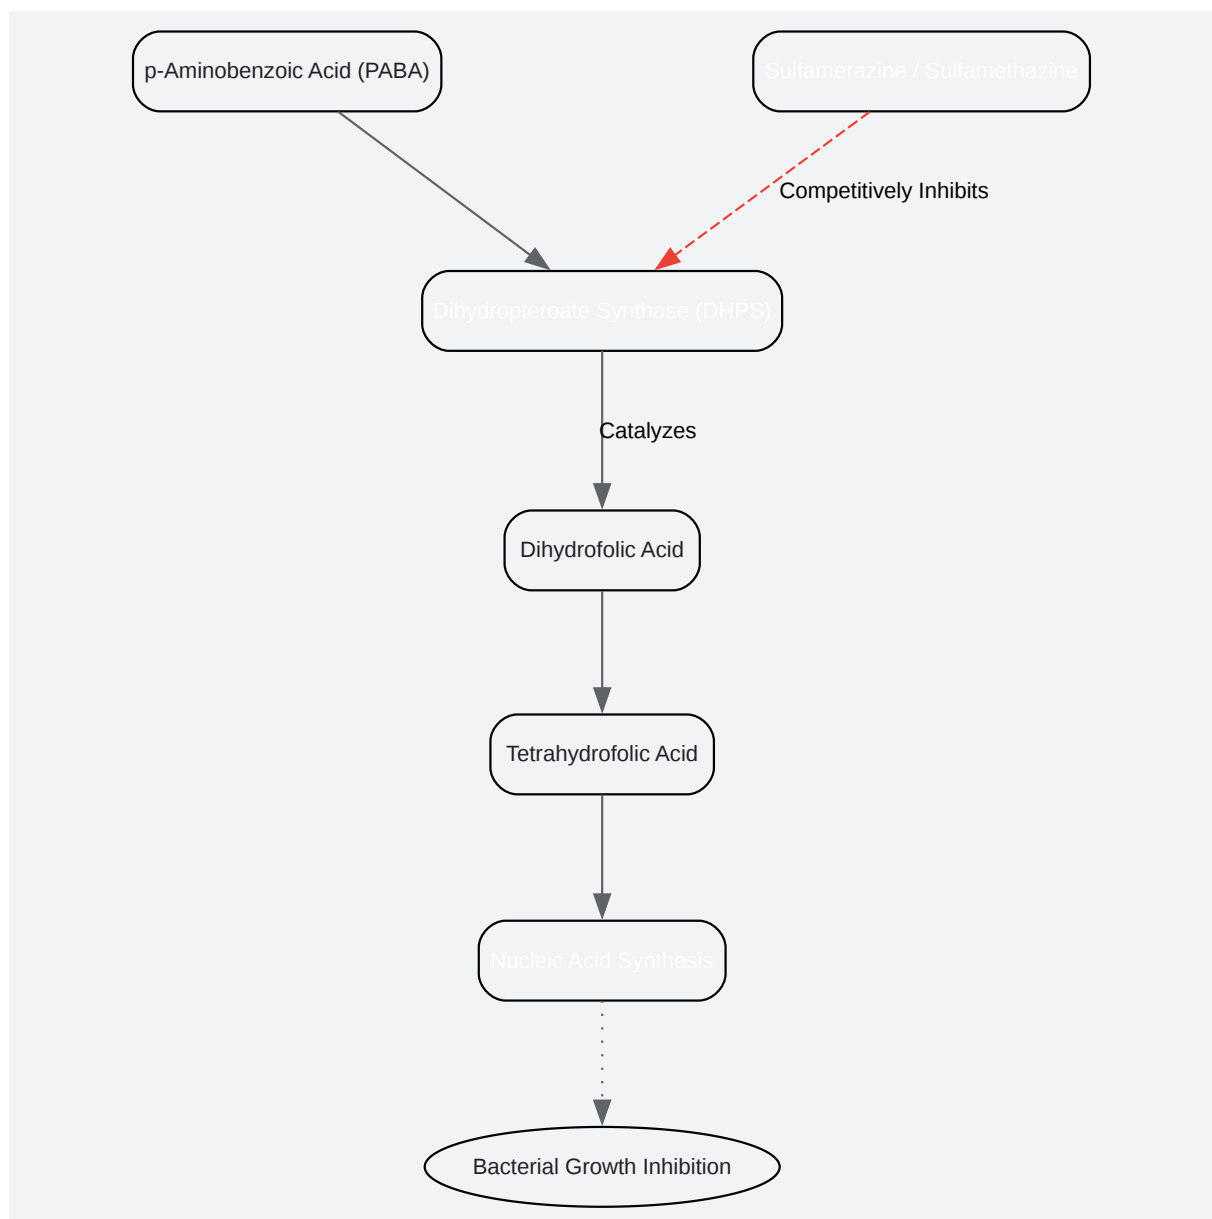 p-Aminobenzoic Acid (PABA)
Sulfamerazine / Sulfamethazine
Competitively Inhibits
Dihydropteroate Synthase (DHPS)
Catalyzes
Dihydrofolic Acid
Tetrahydrofolic Acid
Nucleic Acid Synthesis
Bacterial Growth Inhibition